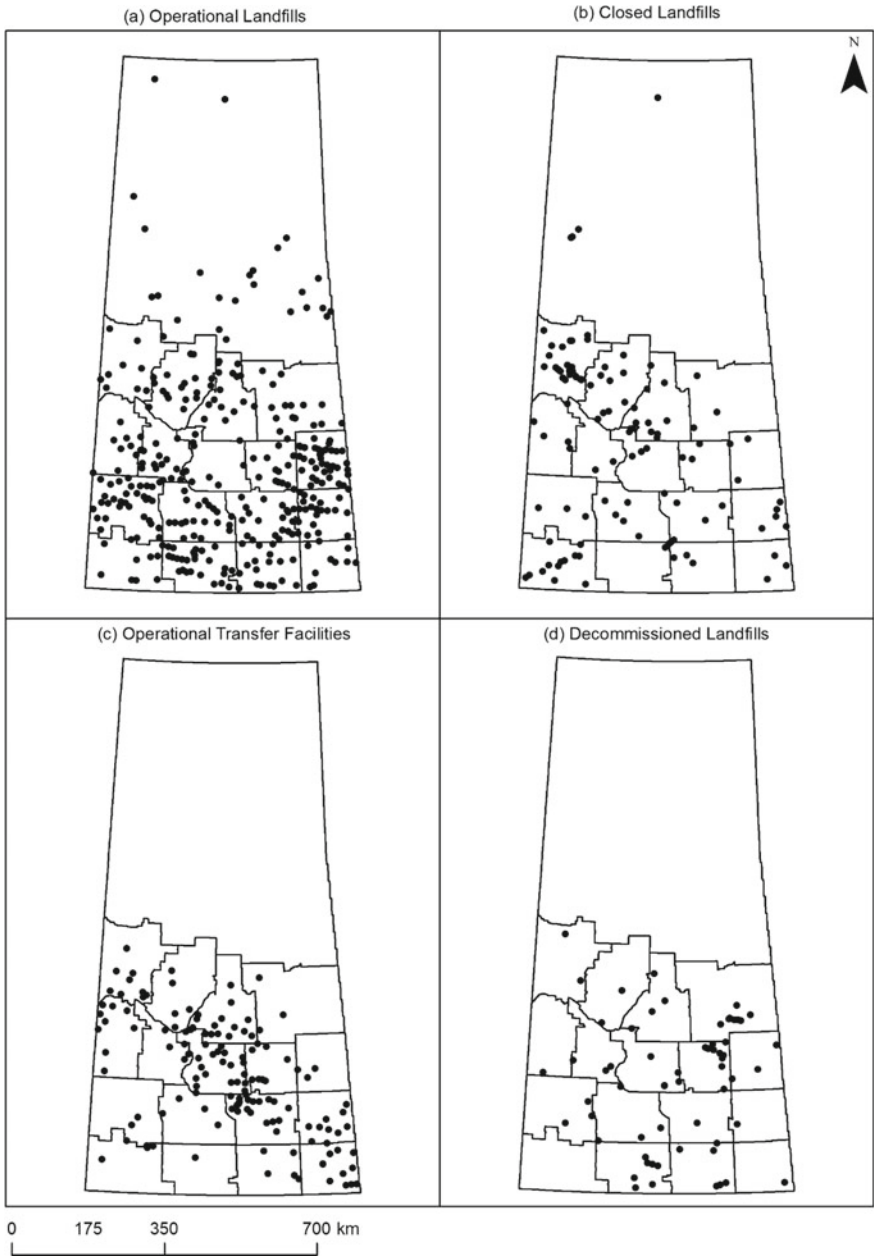 (a) Operational Landfills
(b) Closed Landfills
N
(c) Operational Transfer Facilities
(d) Decommissioned Landfills
0 175 350 700 km